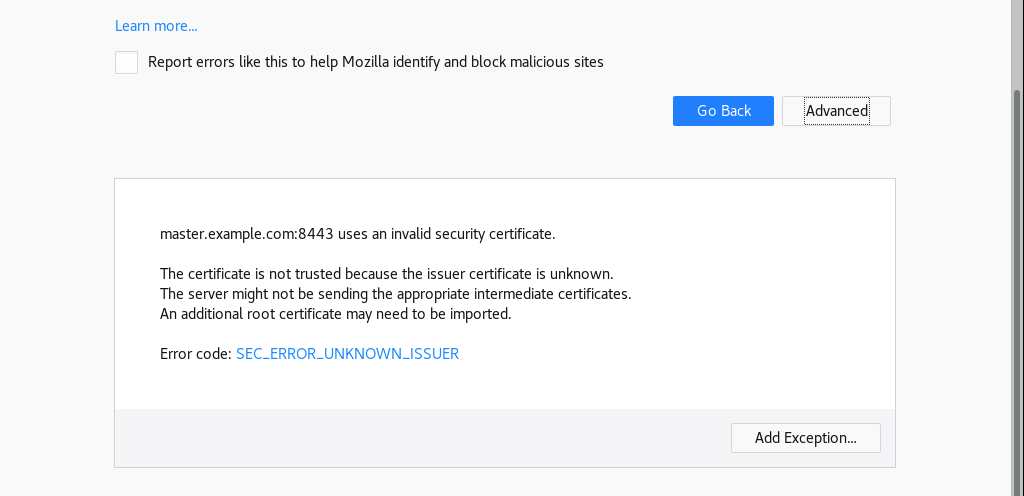 Learn more...
Report errors like this to help Mozilla identify and block malicious sites
Go Back
Advanced
master.example.com:8443 uses an invalid security certificate.
The certificate is not trusted because the issuer certificate is unknown.
The server might not be sending the appropriate intermediate certificates.
An additional root certificate may need to be imported.
Error code: SEC_ERROR_UNKNOWN_ISSUER
Add Exception...